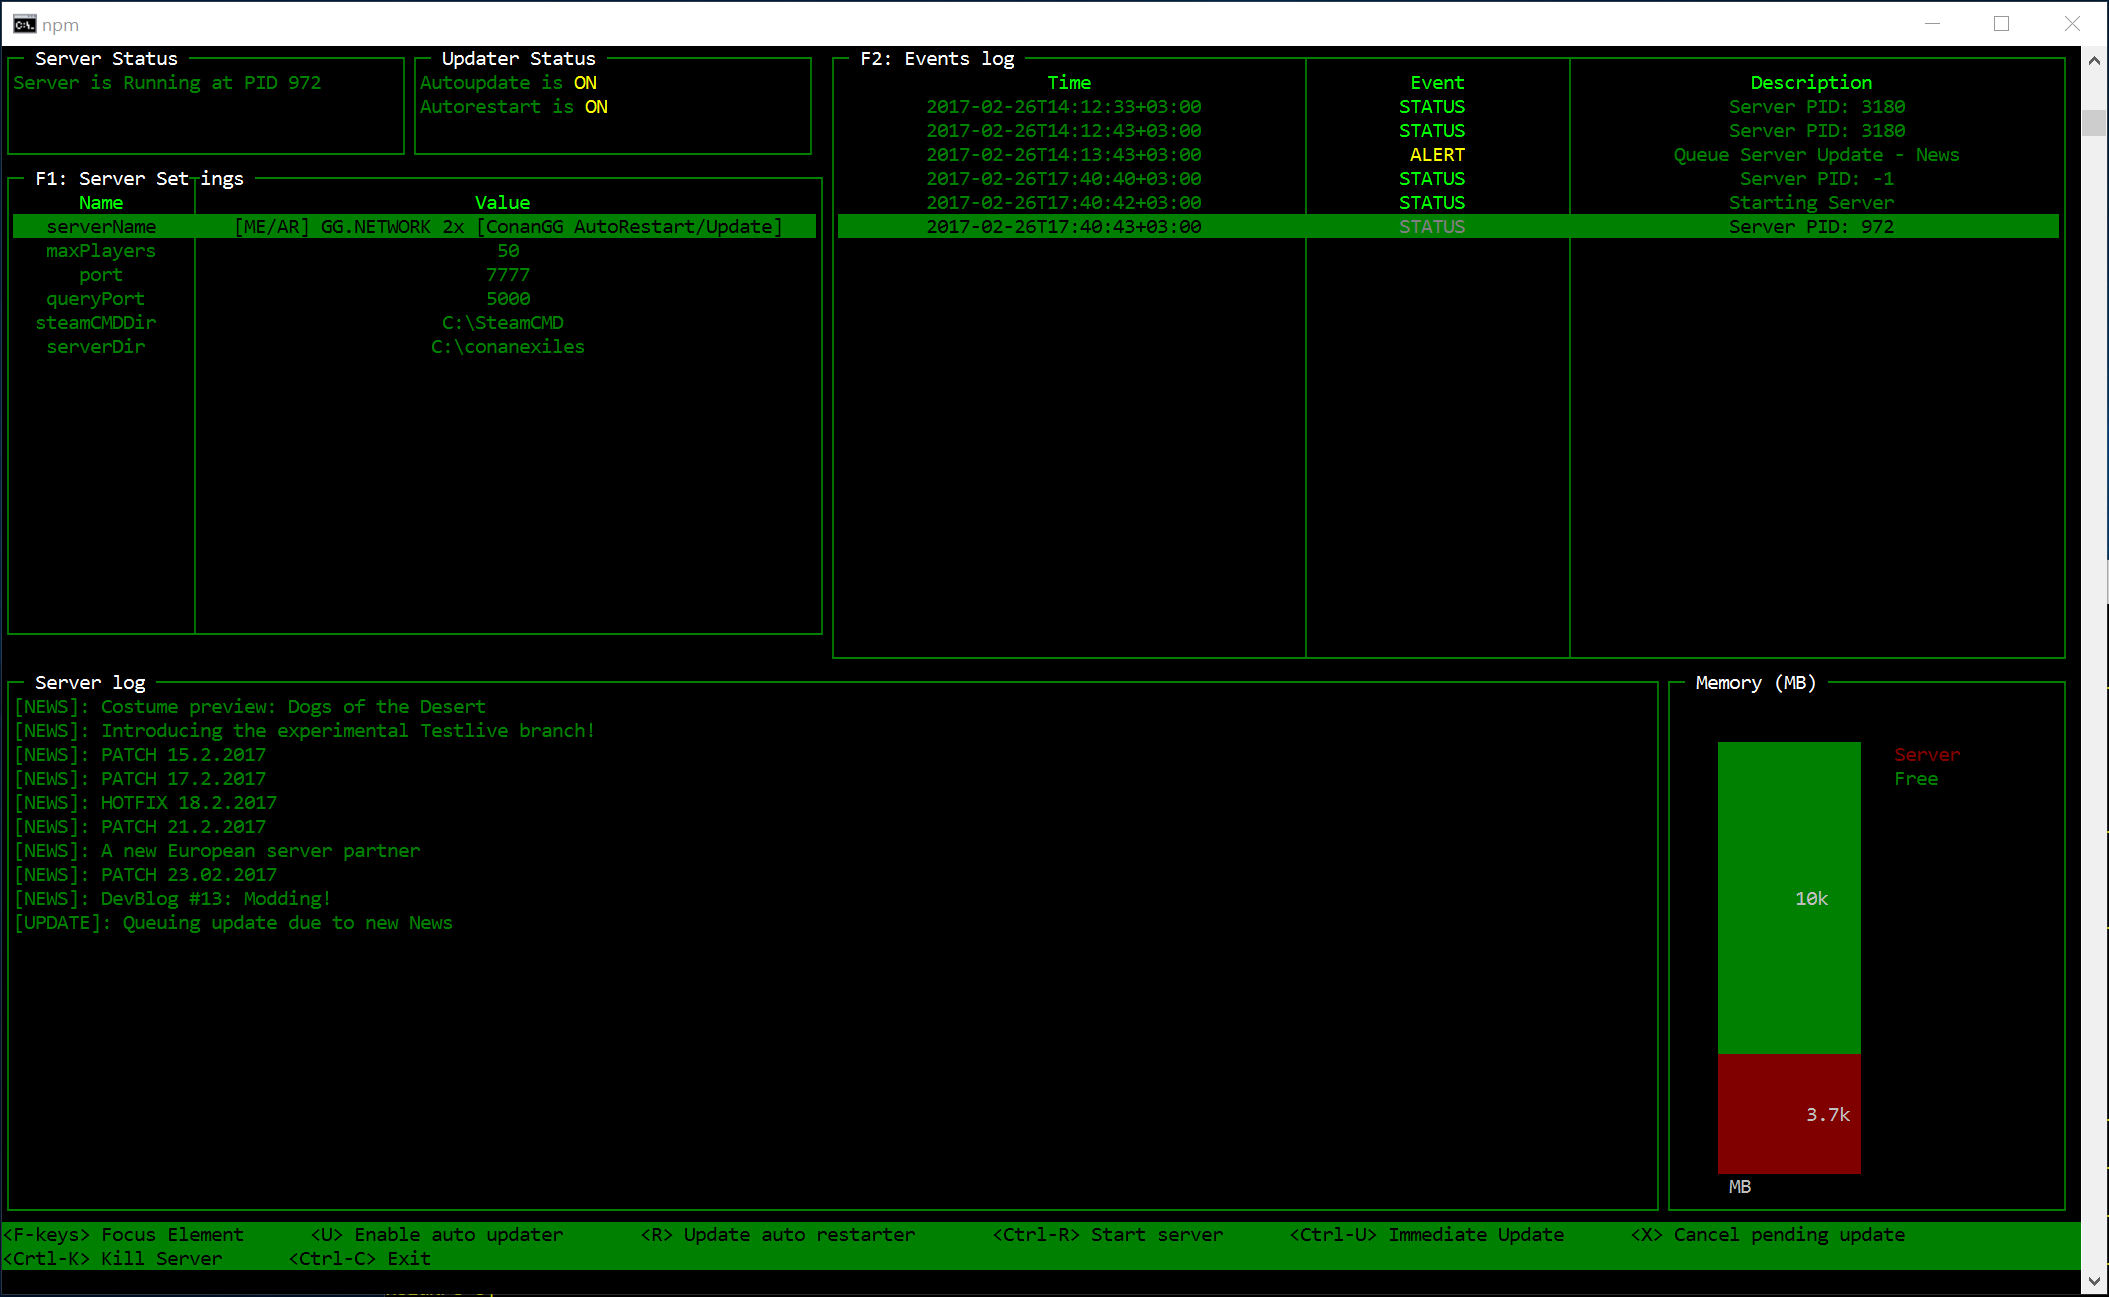 npm
Server Status
Server is Running at PID 972
Updater Status
Autoupdate is ON
Autorestart is ON
F1: Server Settings
Name Value
serverName [ME/AR] GG.NETWORK 2x [ConanGG AutoRestart/Update]
maxPlayers 50
port 7777
queryPort 5000
steamCMDDir C:\SteamCMD
serverDir C:\conanexiles
F2: Events log
Time Event Description
2017-02-26T14:12:33+03:00 STATUS Server PID: 3180
2017-02-26T14:12:43+03:00 STATUS Server PID: 3180
2017-02-26T14:13:43+03:00 ALERT Queue Server Update - News
2017-02-26T17:40:40+03:00 STATUS Server PID: -1
2017-02-26T17:40:42+03:00 STATUS Starting Server
2017-02-26T17:40:43+03:00 STATUS Server PID: 972
Server log
[NEWS]: Costume preview: Dogs of the Desert
[NEWS]: Introducing the experimental Testlive branch!
[NEWS]: PATCH 15.2.2017
[NEWS]: PATCH 17.2.2017
[NEWS]: HOTFIX 18.2.2017
[NEWS]: PATCH 21.2.2017
[NEWS]: A new European server partner
[NEWS]: PATCH 23.02.2017
[NEWS]: DevBlog #13: Modding!
[UPDATE]: Queuing update due to new News
Memory (MB)
Server
Free
10k
3.7k
MB
<F-keys> Focus Element <U> Enable auto updater <R> Update auto restarter <Ctrl-R> Start server <Ctrl-U> Immediate Update <X> Cancel pending update
<Crtl-K> Kill Server <Ctrl-C> Exit